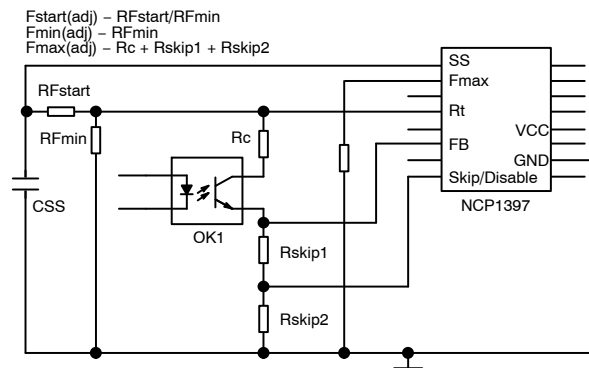 Fstart(adj) – RFstart/RFmin
Fmin(adj) – RFmin
Fmax(adj) – Rc + Rskip1 + Rskip2
SS
Fmax
RFstart
Rt
RFmin
Rc
VCC
FB
GND
Skip/Disable
CSS
NCP1397
OK1
Rskip1
Rskip2